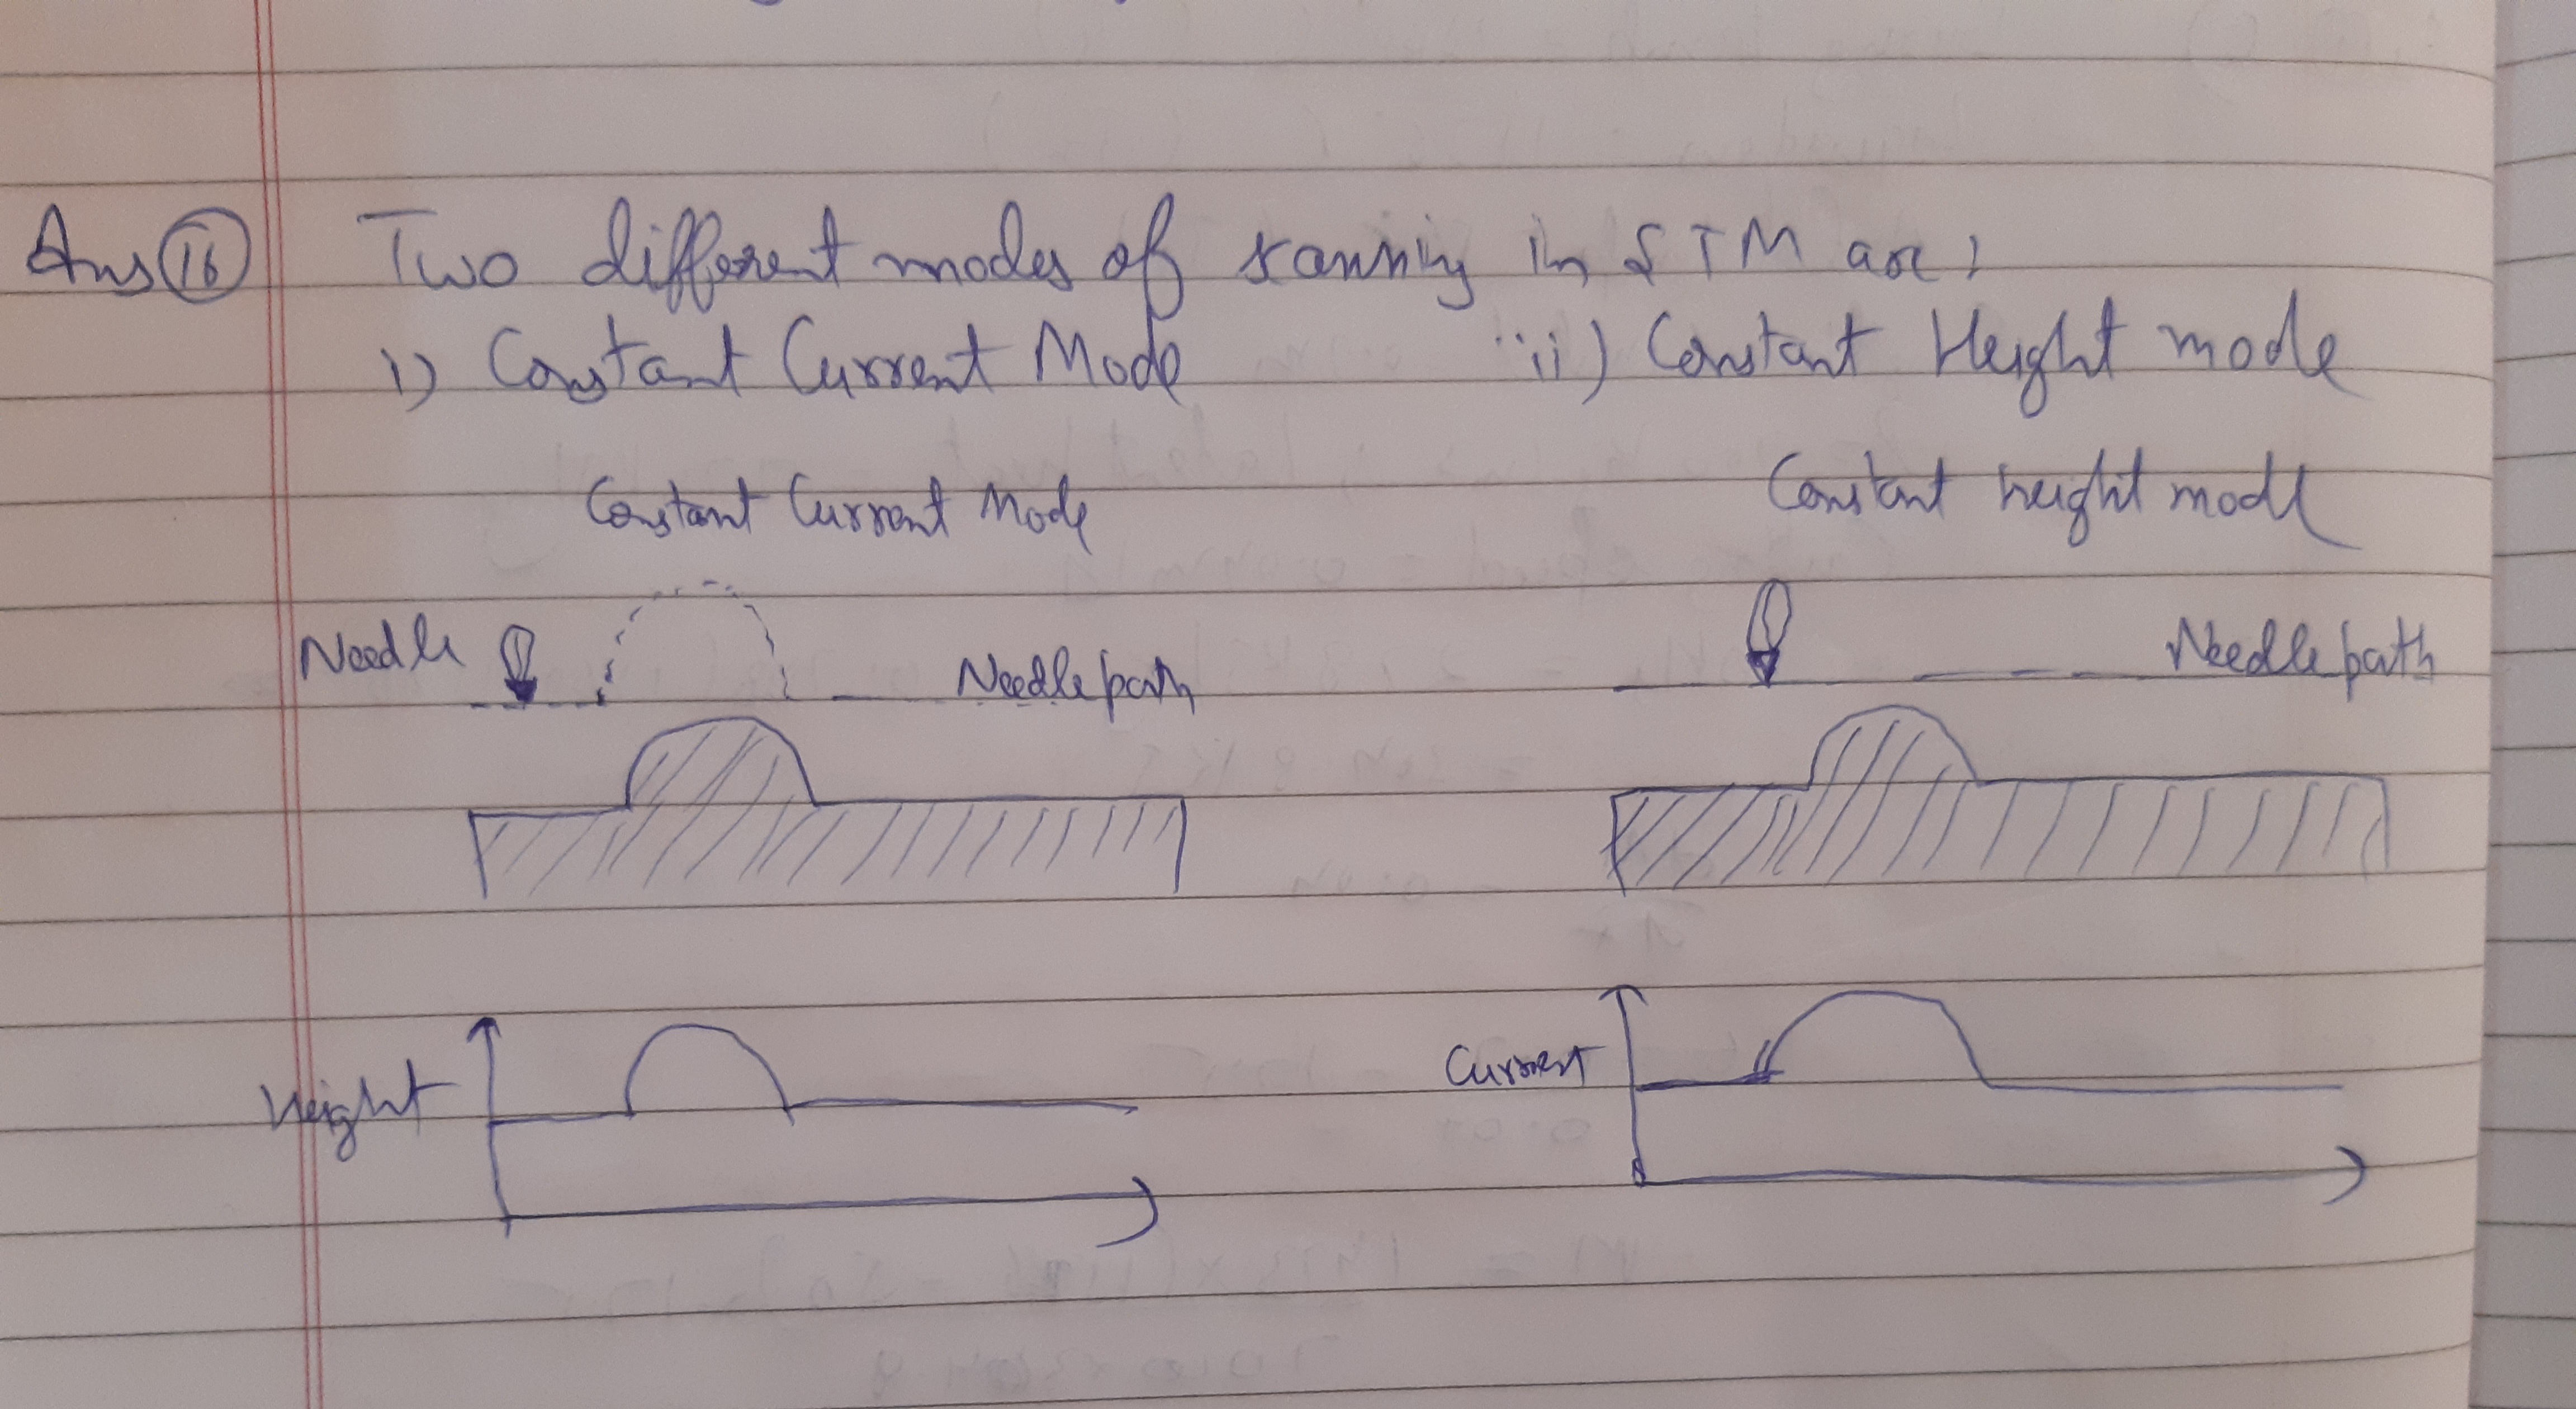 Ans 16 Two different modes of scanning in STM are:
i) Constant Current Mode ii) Constant Height mode
Constant Current Mode Constant height mode
Needle Needle path Needle path
Height Current